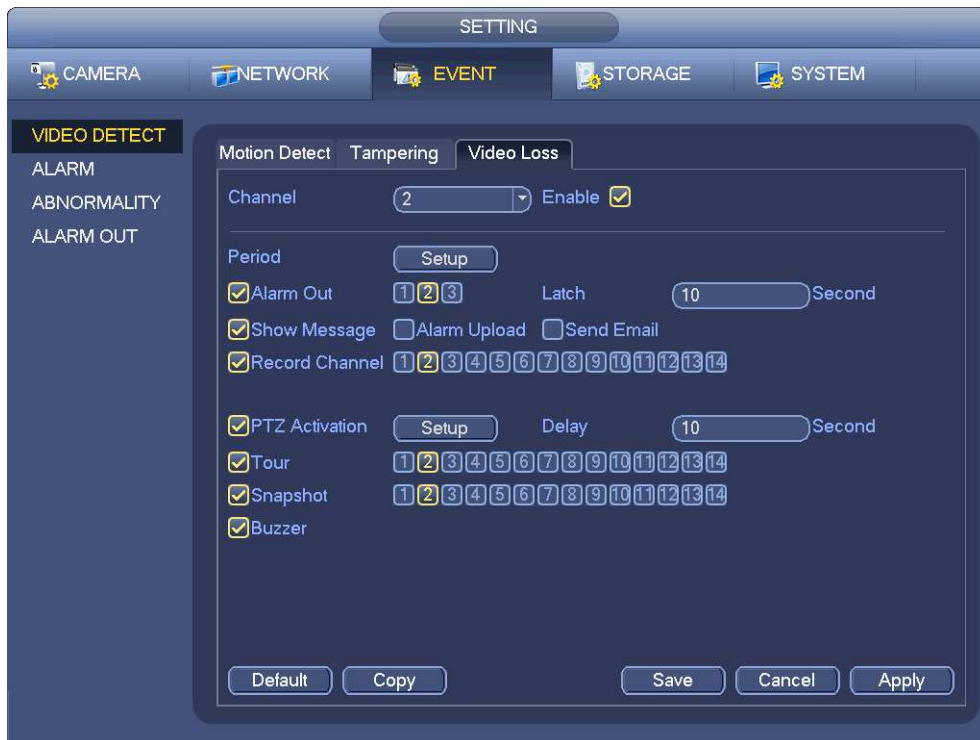 SETTING
CAMERA NETWORK EVENT STORAGE SYSTEM
VIDEO DETECT
ALARM
ABNORMALITY
ALARM OUT
Motion Detect Tampering Video Loss
Channel 2 Enable
Period Setup
Alarm Out 1 2 3 Latch 10 Second
Show Message Alarm Upload Send Email
Record Channel 1 2 3 4 5 6 7 8 9 10 11 12 13 14
PTZ Activation Setup Delay 10 Second
Tour 1 2 3 4 5 6 7 8 9 10 11 12 13 14
Snapshot 1 2 3 4 5 6 7 8 9 10 11 12 13 14
Buzzer
Default Copy Save Cancel Apply